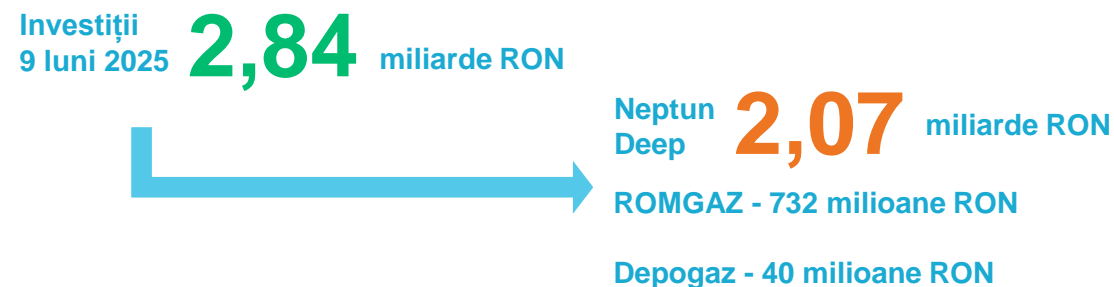 Investiții
9 luni 2025 2,84 miliarde RON
Neptun
Deep 2,07 miliarde RON
ROMGAZ - 732 milioane RON
Depogaz - 40 milioane RON